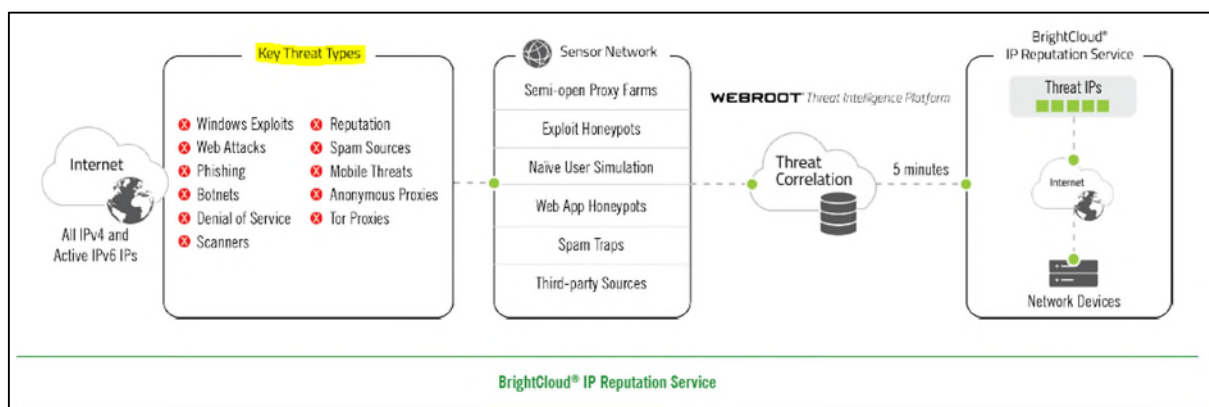 Key Threat Types
Internet
All IPv4 and
Active IPv6 IPs
Windows Exploits
Web Attacks
Phishing
Botnets
Denial of Service
Scanners
Reputation
Spam Sources
Mobile Threats
Anonymous Proxies
Tor Proxies
Sensor Network
Semi-open Proxy Farms
Exploit Honeypots
Naïve User Simulation
Web App Honeypots
Spam Traps
Third-party Sources
WEBROOT® Threat Intelligence Platform
Threat
Correlation
5 minutes
BrightCloud®
IP Reputation Service
Threat IPs
Internet
Network Devices
BrightCloud® IP Reputation Service